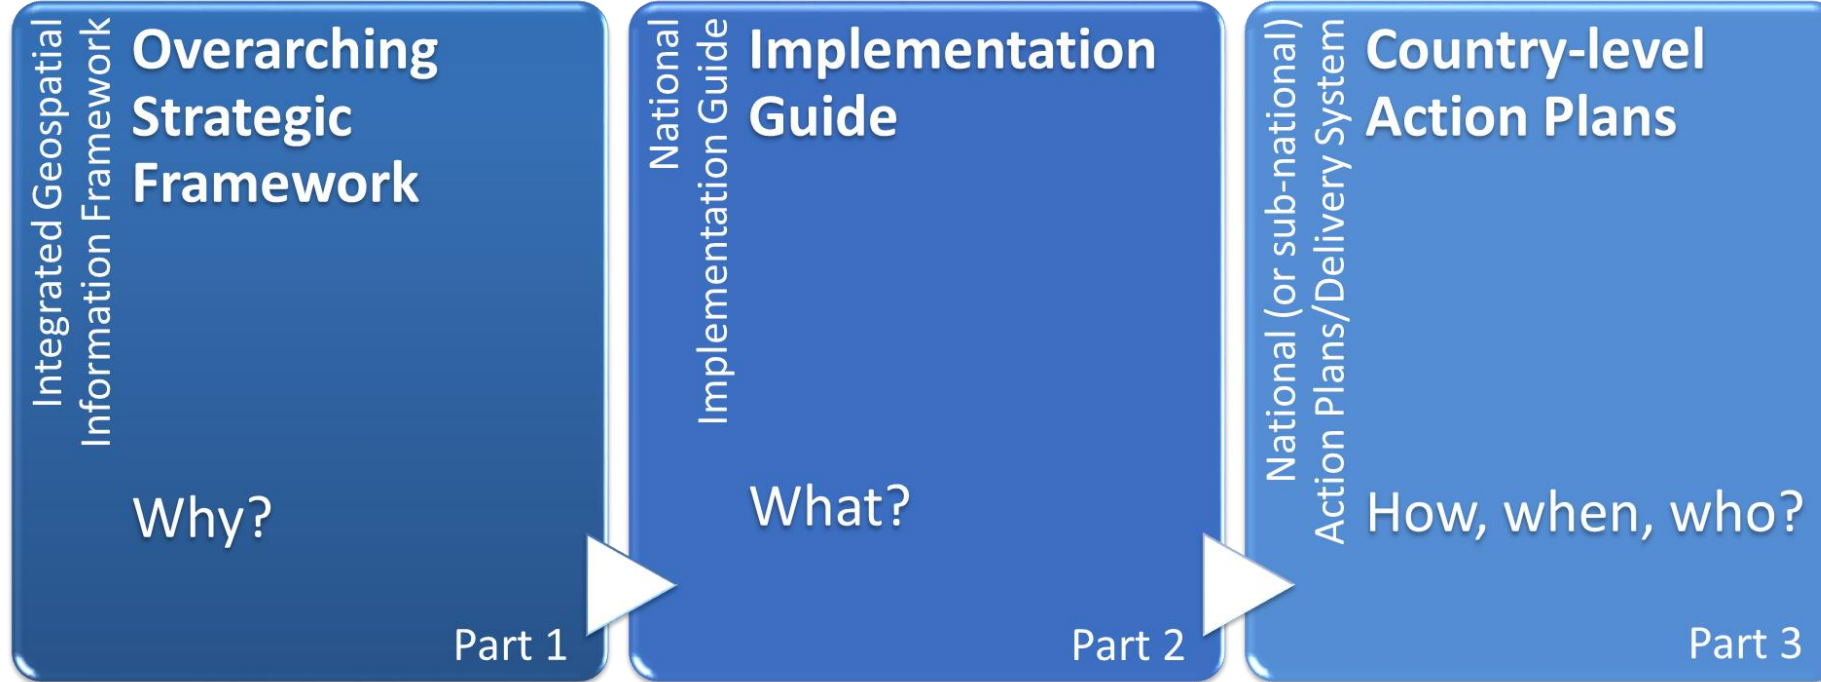 Integrated Geospatial
Information Framework
Overarching
Strategic
Framework
Why?
Part 1
National
Implementation Guide
Implementation
Guide
What?
Part 2
National (or sub-national)
Action Plans/Delivery System
Country-level
Action Plans
How, when, who?
Part 3